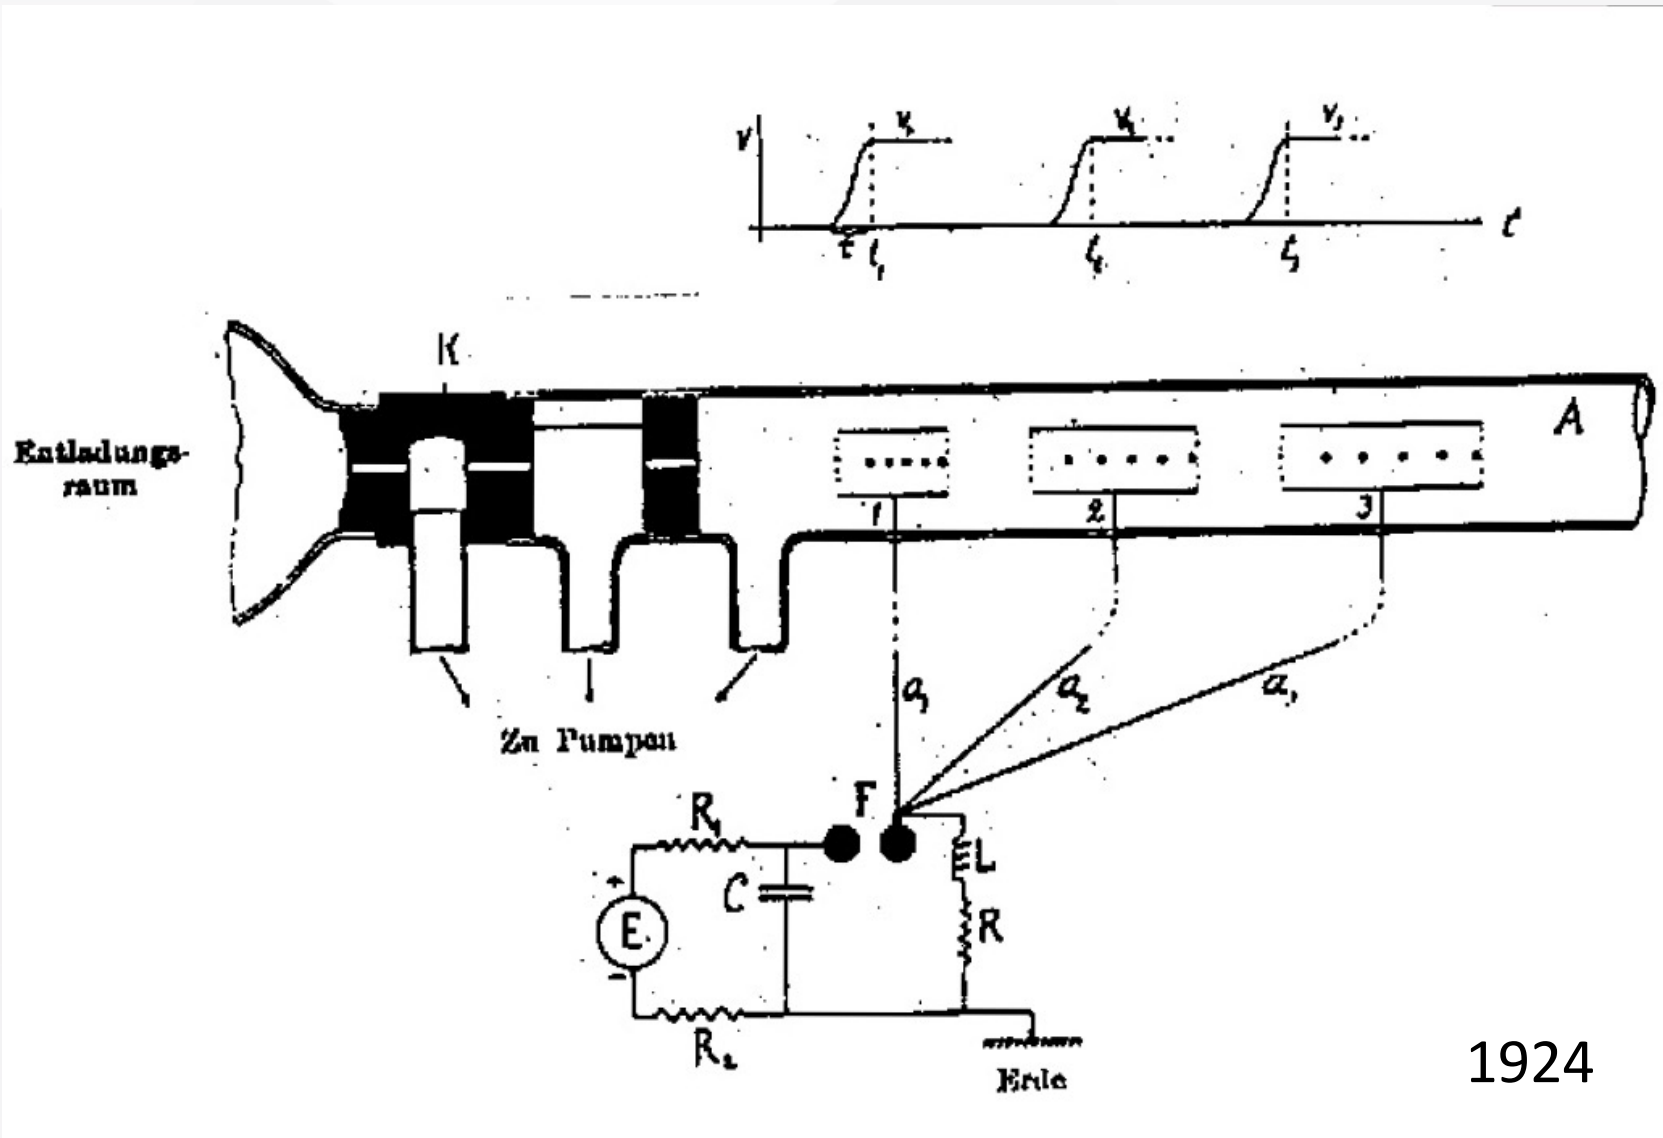 V
V₁
V₂
V₃
τ
t₁
t₂
t₃
t
K
Entladungs-
raum
A
1
2
3
a₁
a₂
a₃
Zu Pumpen
F
R₁
L
+
C
E
R
-
R₂
Erde
1924